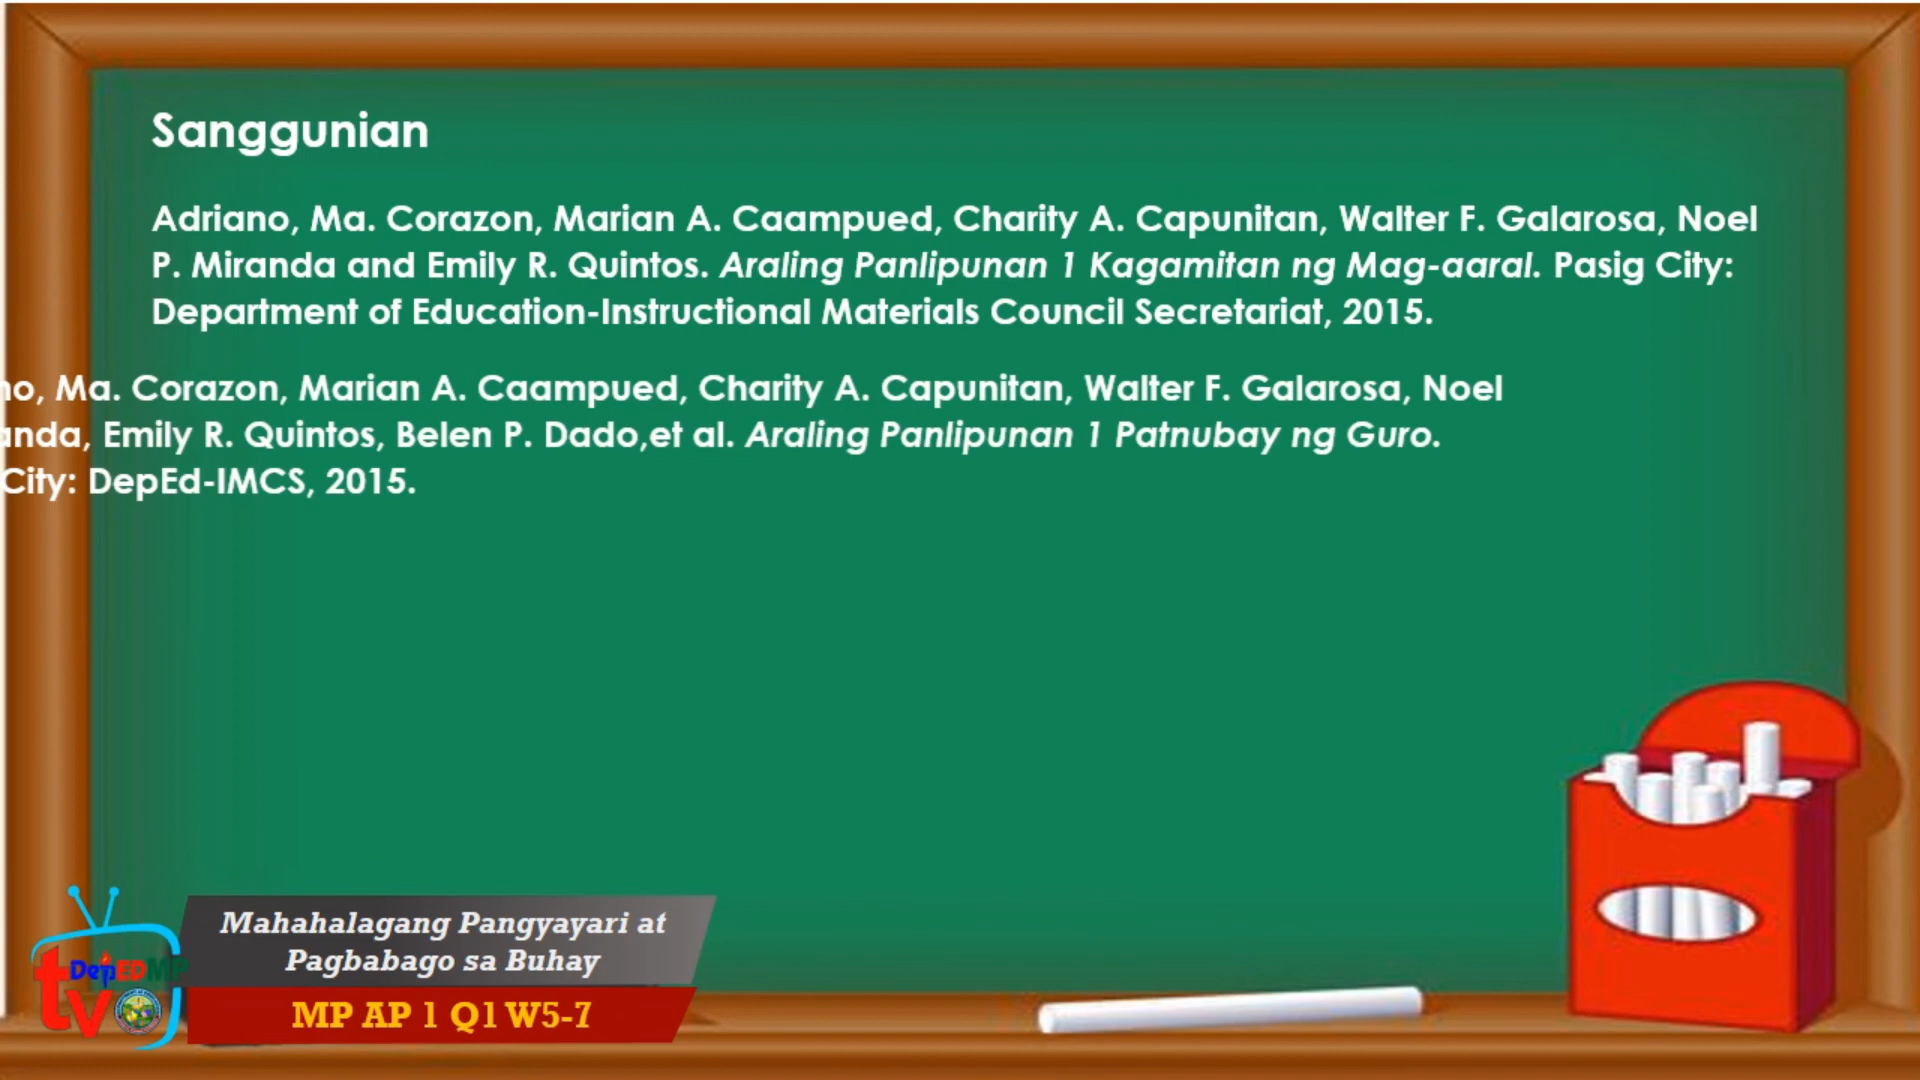 Sanggunian
Adriano, Ma. Corazon, Marian A. Caampued, Charity A. Capunitan, Walter F. Galarosa, Noel
P. Miranda and Emily R. Quintos. Araling Panlipunan 1 Kagamitan ng Mag-aaral. Pasig City:
Department of Education-Instructional Materials Council Secretariat, 2015.
no, Ma. Corazon, Marian A. Caampued, Charity A. Capunitan, Walter F. Galarosa, Noel
anda, Emily R. Quintos, Belen P. Dado,et al. Araling Panlipunan 1 Patnubay ng Guro.
City: DepEd-IMCS, 2015.
Mahahalagang Pangyayari at
Pagbabago sa Buhay
DepEDMP
tv
MP AP 1 Q1 W5-7